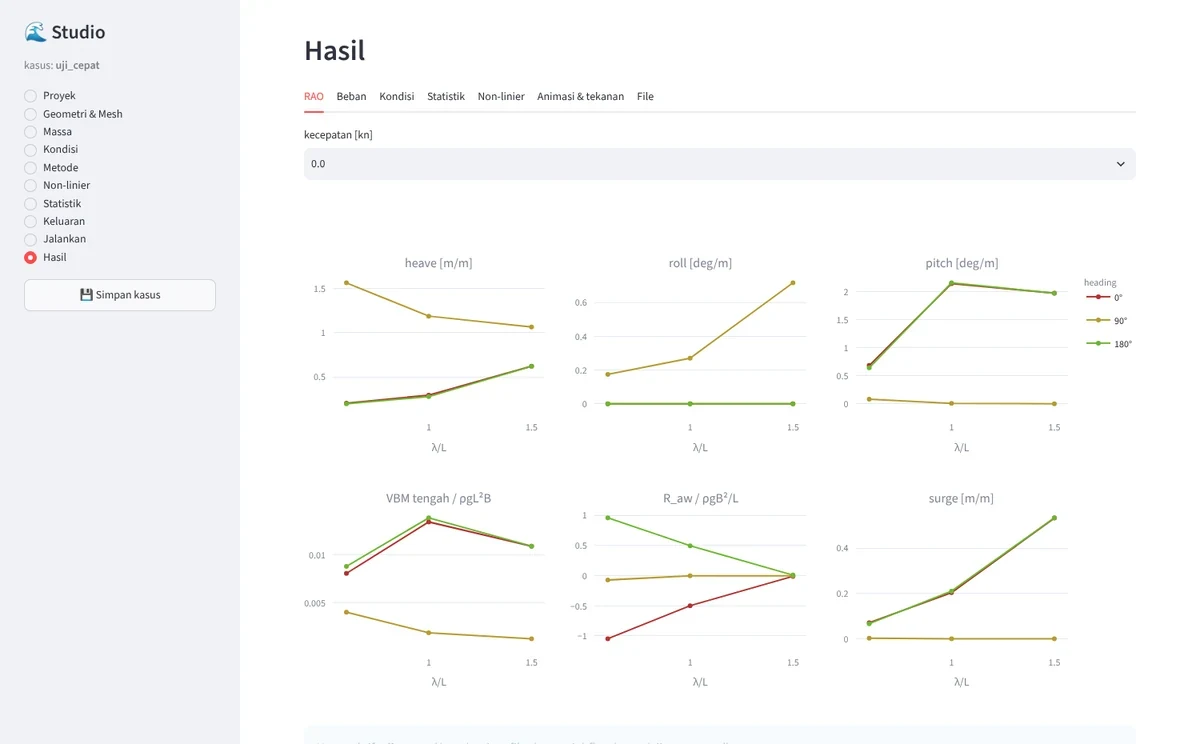 🌊 Studio
kasus: uji_cepat
Proyek
Geometri & Mesh
Massa
Kondisi
Metode
Non-linier
Statistik
Keluaran
Jalankan
Hasil
💾 Simpan kasus
Hasil
RAO Beban Kondisi Statistik Non-linier Animasi & tekanan File
kecepatan [kn]
0.0
heave [m/m]
1.5
1
0.5
1 1.5
λ/L
roll [deg/m]
0.6
0.4
0.2
0
1 1.5
λ/L
pitch [deg/m]
2
1.5
1
0.5
0
1 1.5
λ/L
heading
0°
90°
180°
VBM tengah / ρgL²B
0.01
0.005
1 1.5
λ/L
R_aw / ρgB²/L
1
0.5
0
−0.5
−1
1 1.5
λ/L
surge [m/m]
0.4
0.2
0
1 1.5
λ/L